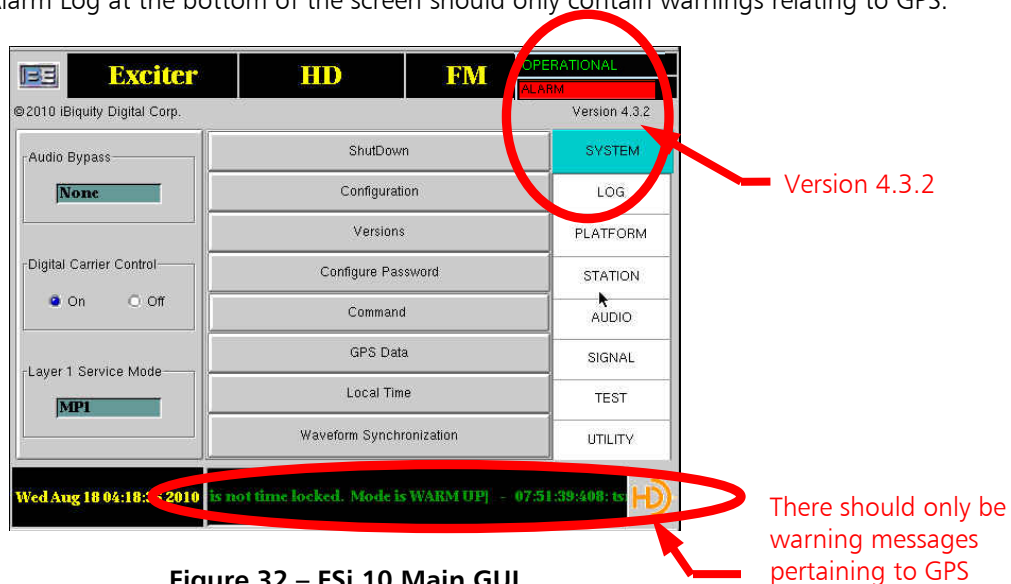 Alarm Log at the bottom of the screen should only contain warnings relating to GPS.
Exciter HD FM OPERATIONAL
ALARM
©2010 iBiquity Digital Corp. Version 4.3.2
Audio Bypass
None
Digital Carrier Control
On Off
Layer 1 Service Mode
MP1
ShutDown
Configuration
Versions
Configure Password
Command
GPS Data
Local Time
Waveform Synchronization
SYSTEM
LOG
PLATFORM
STATION
AUDIO
SIGNAL
TEST
UTILITY
Version 4.3.2
Wed Aug 18 04:18: 2010 is not time locked. Mode is WARM UP| - 07:51:39:408: HD
There should only be
warning messages
pertaining to GPS
Figure 32 – ESi 10 Main GUI